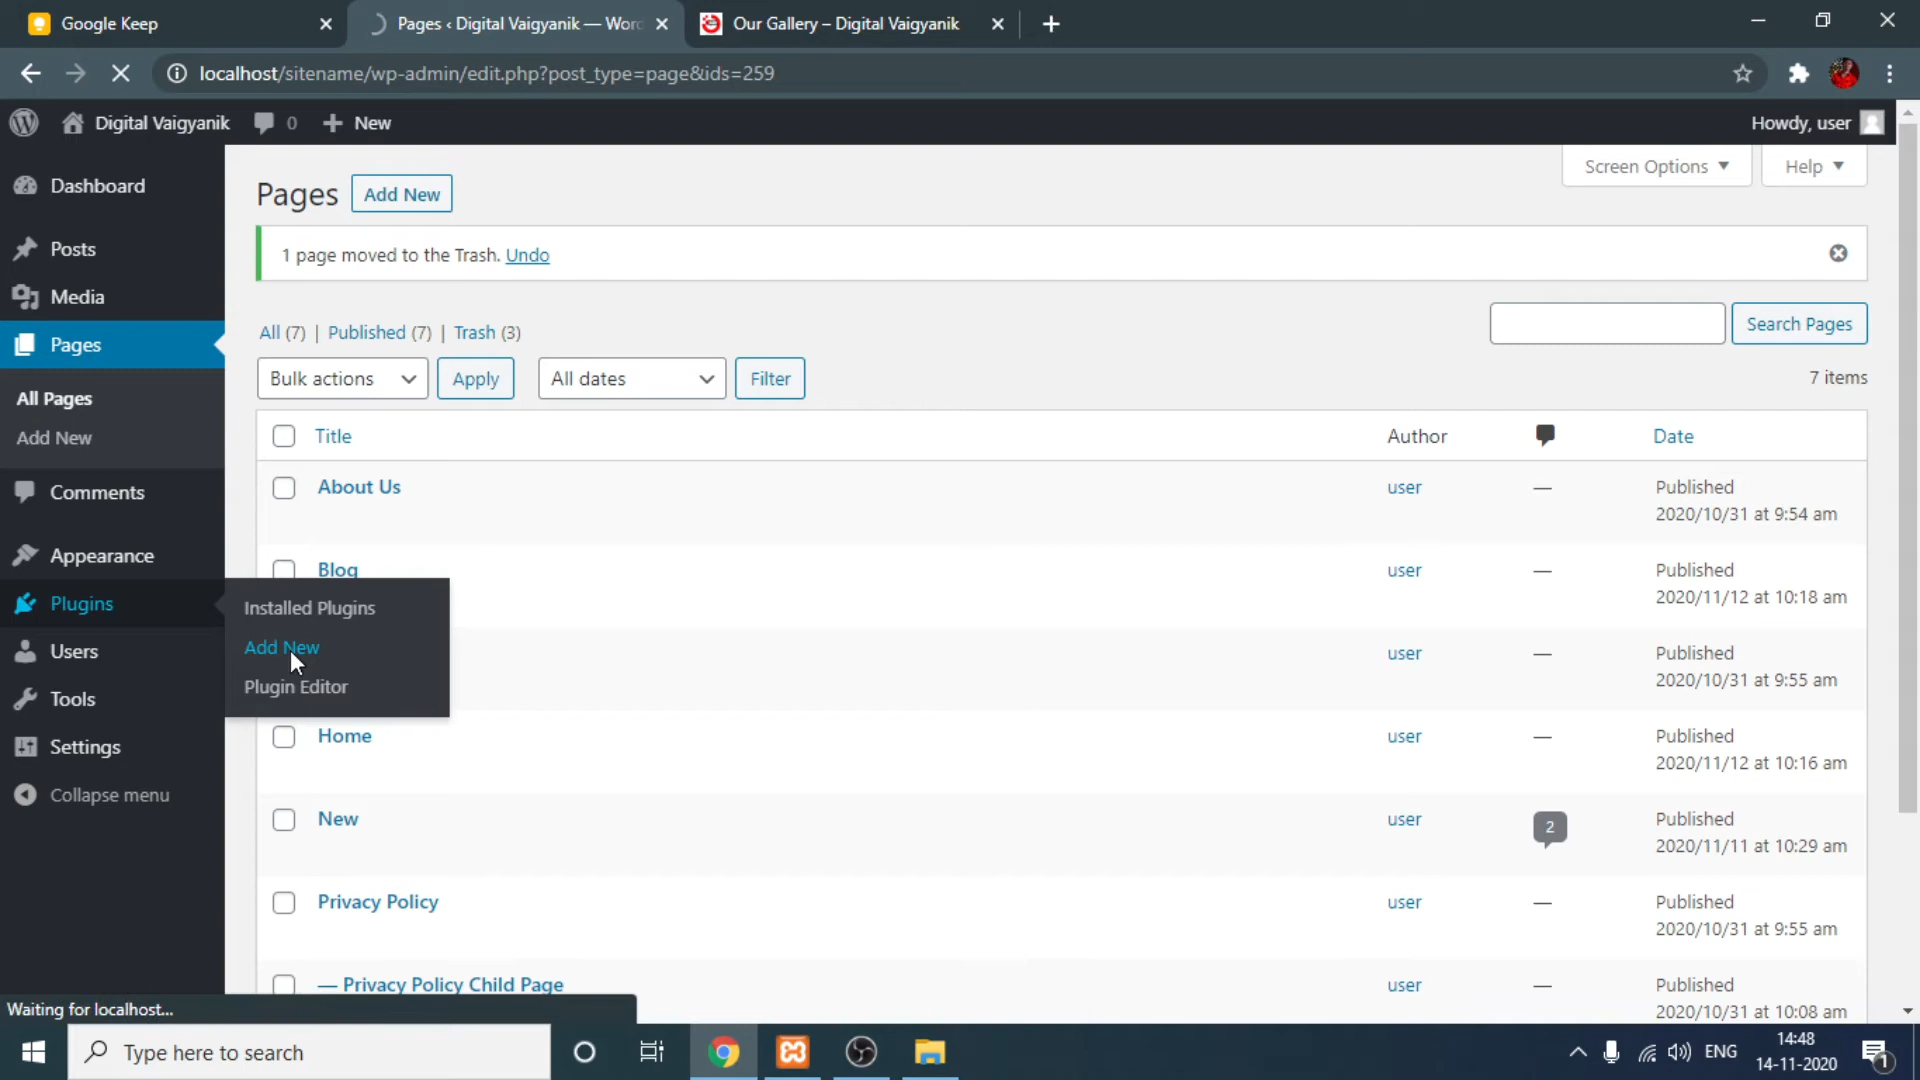 Google Keep
Pages ‹ Digital Vaigyanik — Word
Our Gallery – Digital Vaigyanik
localhost/sitename/wp-admin/edit.php?post_type=page&ids=259
Digital Vaigyanik
0
New
Howdy, user
Screen Options
Help
Dashboard
Posts
Media
Pages
All Pages
Add New
Comments
Appearance
Plugins
Users
Tools
Settings
Collapse menu
Installed Plugins
Add New
Plugin Editor
Pages
Add New
1 page moved to the Trash. Undo
All (7) | Published (7) | Trash (3)
Search Pages
Bulk actions
Apply
All dates
Filter
7 items
Title
Author
Date
About Us
user
—
Published
2020/10/31 at 9:54 am
Blog
user
—
Published
2020/11/12 at 10:18 am
user
—
Published
2020/10/31 at 9:55 am
Home
user
—
Published
2020/11/12 at 10:16 am
New
user
2
Published
2020/11/11 at 10:29 am
Privacy Policy
user
—
Published
2020/10/31 at 9:55 am
— Privacy Policy Child Page
user
—
Published
2020/10/31 at 10:08 am
Waiting for localhost...
Type here to search
ENG
14:48
14-11-2020
1